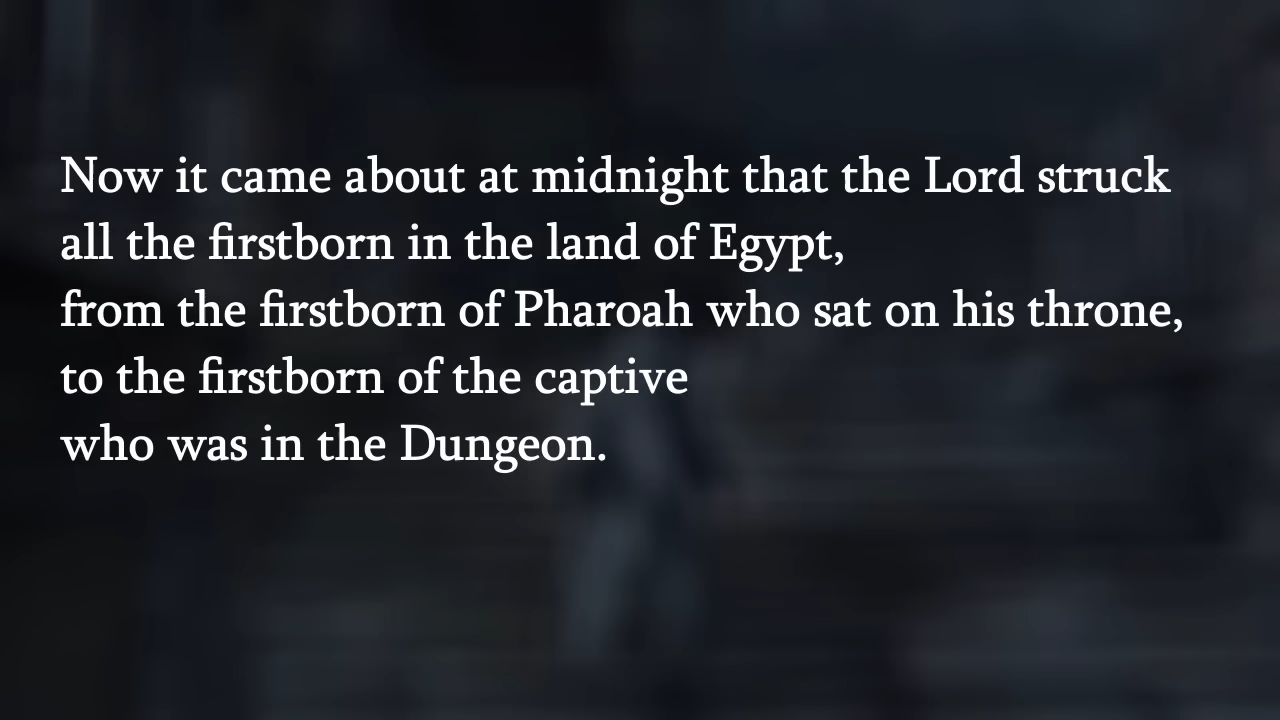 Now it came about at midnight that the Lord struck
all the firstborn in the land of Egypt,
from the firstborn of Pharoah who sat on his throne,
to the firstborn of the captive
who was in the Dungeon.